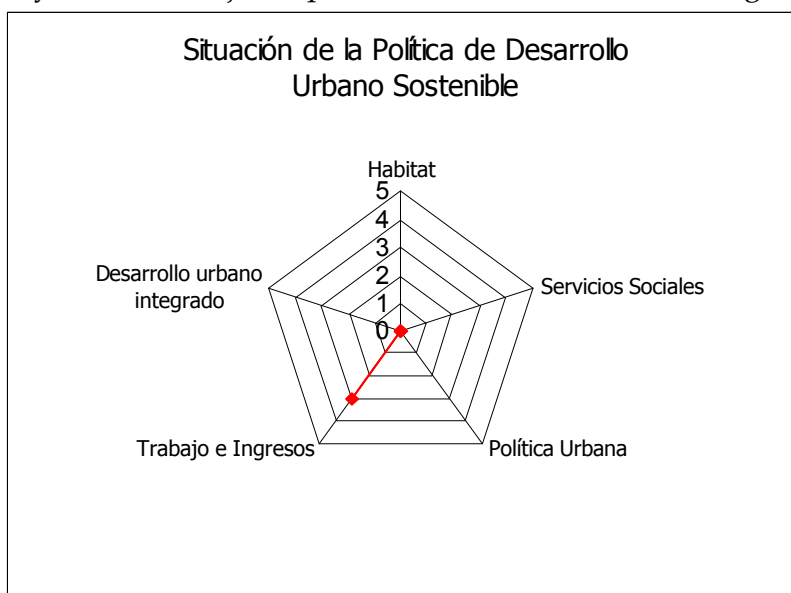 Situación de la Política de Desarrollo
Urbano Sostenible
Habitat
5
4
3
2
1
0
Desarrollo urbano
integrado
Servicios Sociales
Trabajo e Ingresos
Política Urbana